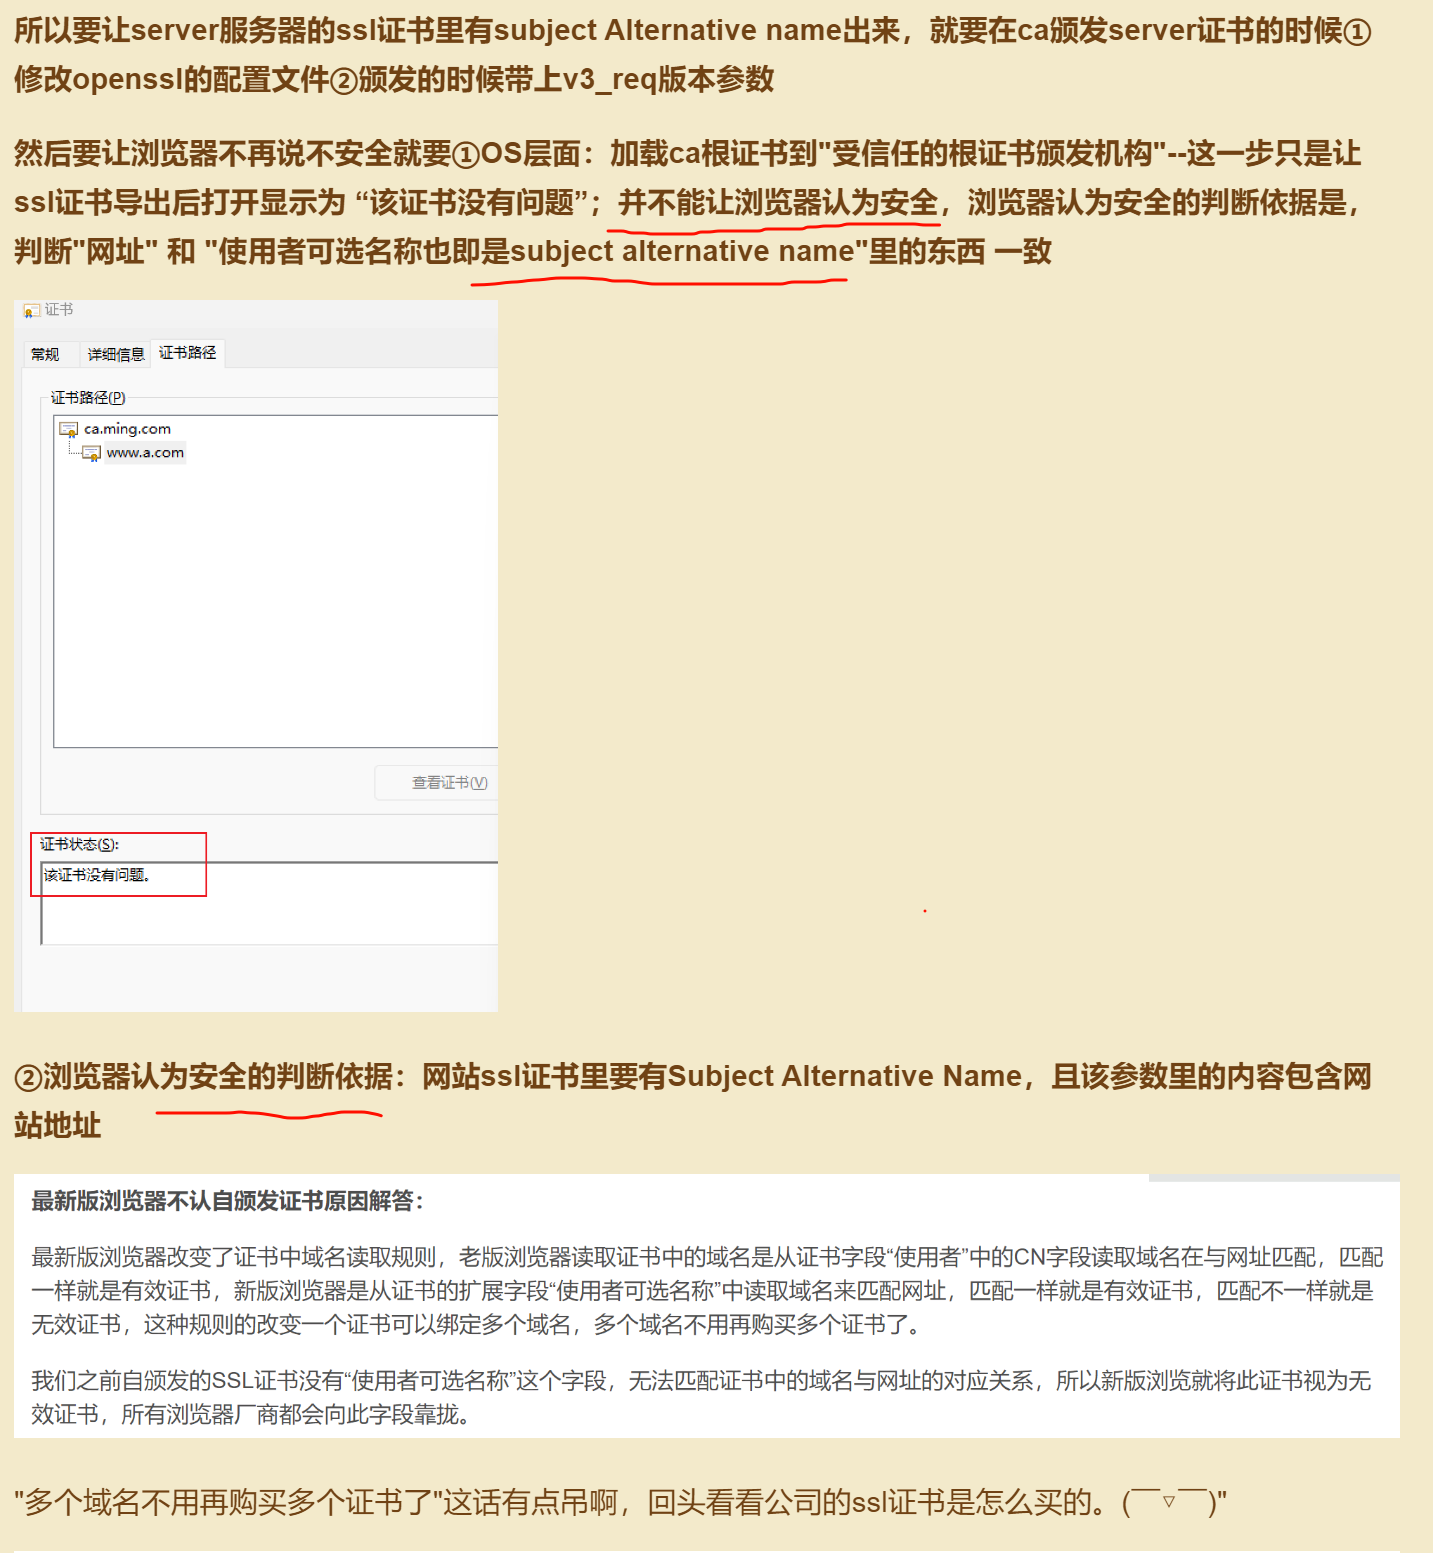 所以要让server服务器的ssl证书里有subject Alternative name出来，就要在ca颁发server证书的时候①
修改openssl的配置文件②颁发的时候带上v3_req版本参数
然后要让浏览器不再说不安全就要①OS层面：加载ca根证书到"受信任的根证书颁发机构"--这一步只是让
ssl证书导出后打开显示为 “该证书没有问题”；并不能让浏览器认为安全，浏览器认为安全的判断依据是，
判断"网址" 和 "使用者可选名称也即是subject alternative name"里的东西 一致
证书
常规 详细信息 证书路径
证书路径(P)
ca.ming.com
www.a.com
查看证书(V)
证书状态(S):
该证书没有问题。
②浏览器认为安全的判断依据：网站ssl证书里要有Subject Alternative Name，且该参数里的内容包含网
站地址
最新版浏览器不认自颁发证书原因解答：
最新版浏览器改变了证书中域名读取规则，老版浏览器读取证书中的域名是从证书字段“使用者”中的CN字段读取域名在与网址匹配，匹配
一样就是有效证书，新版浏览器是从证书的扩展字段“使用者可选名称”中读取域名来匹配网址，匹配一样就是有效证书，匹配不一样就是
无效证书，这种规则的改变一个证书可以绑定多个域名，多个域名不用再购买多个证书了。
我们之前自颁发的SSL证书没有“使用者可选名称”这个字段，无法匹配证书中的域名与网址的对应关系，所以新版浏览就将此证书视为无
效证书，所有浏览器厂商都会向此字段靠拢。
"多个域名不用再购买多个证书了"这话有点吊啊，回头看看公司的ssl证书是怎么买的。(￣▽￣)"